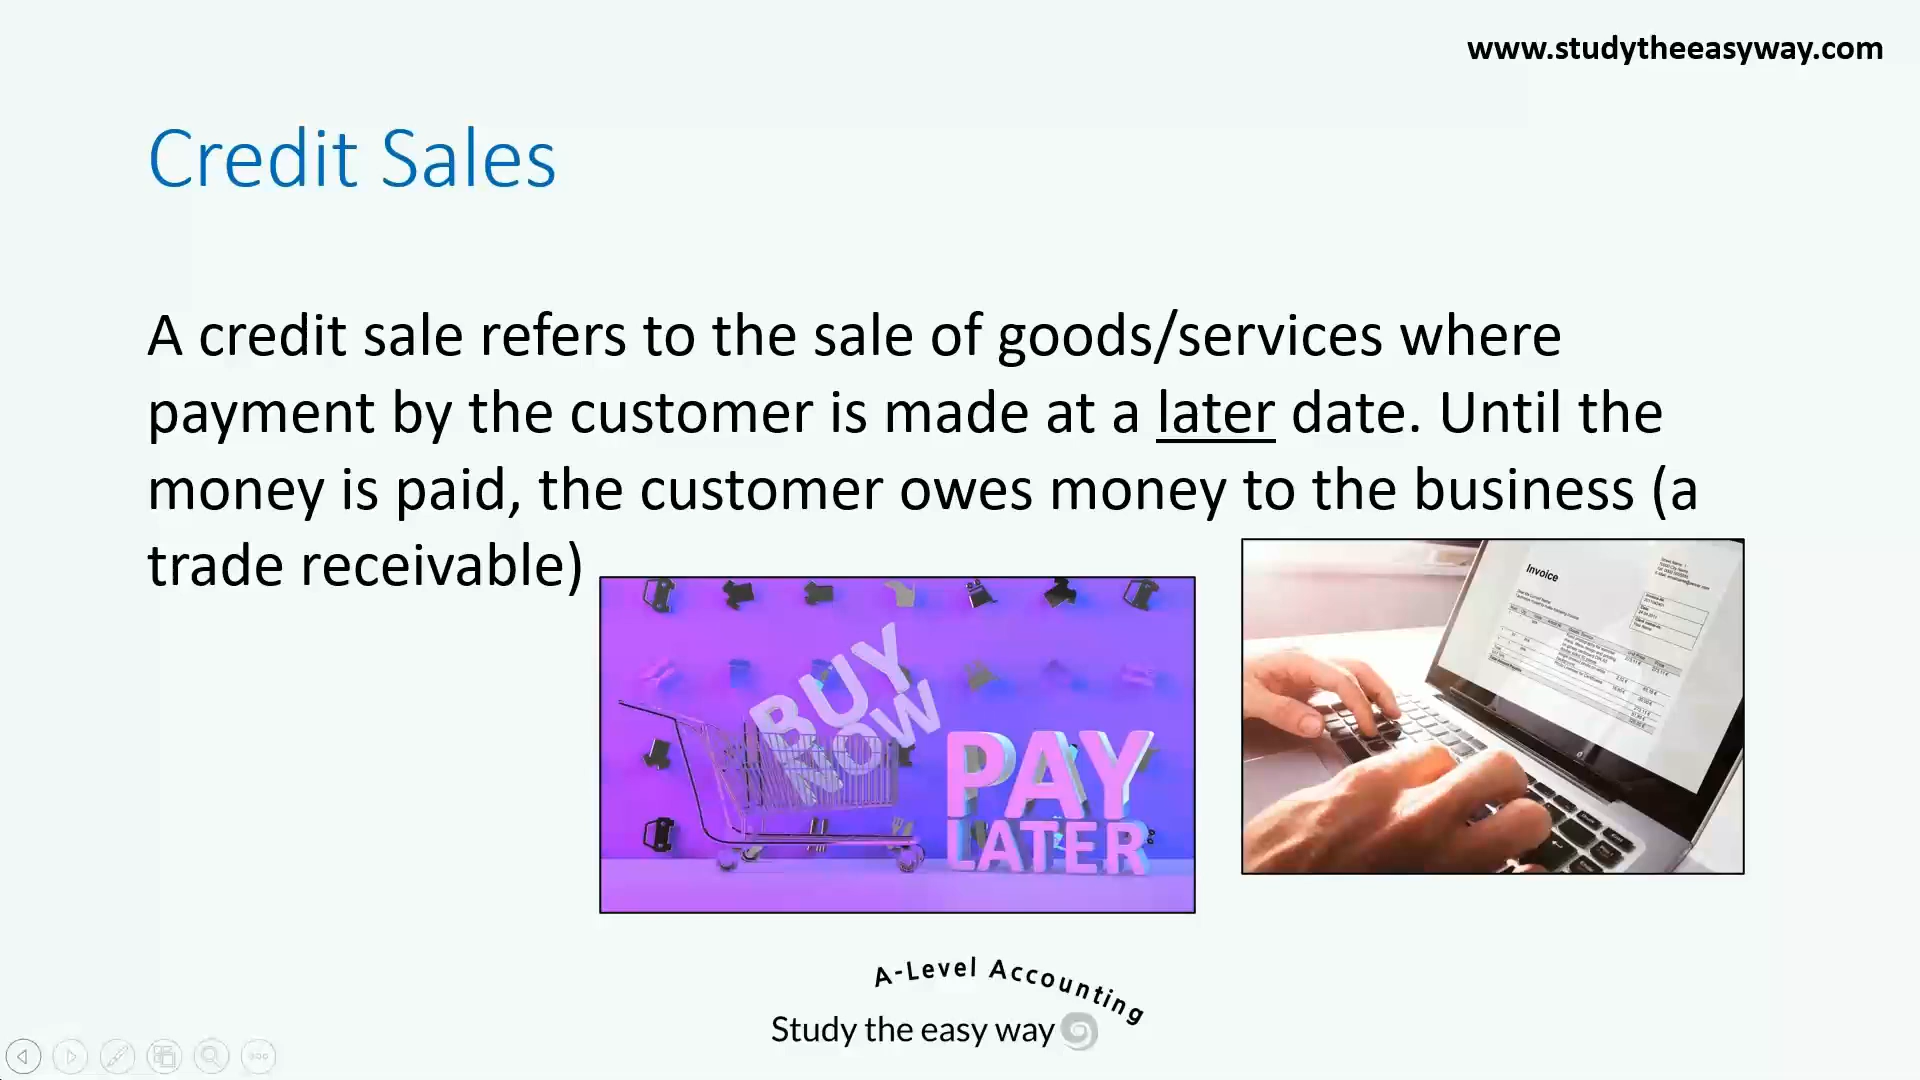 www.studytheeasyway.com
Credit Sales
A credit sale refers to the sale of goods/services where
payment by the customer is made at a later date. Until the
money is paid, the customer owes money to the business (a
trade receivable)
BUY
NOW
PAY
LATER
Invoice
A-Level Accounting
Study the easy way